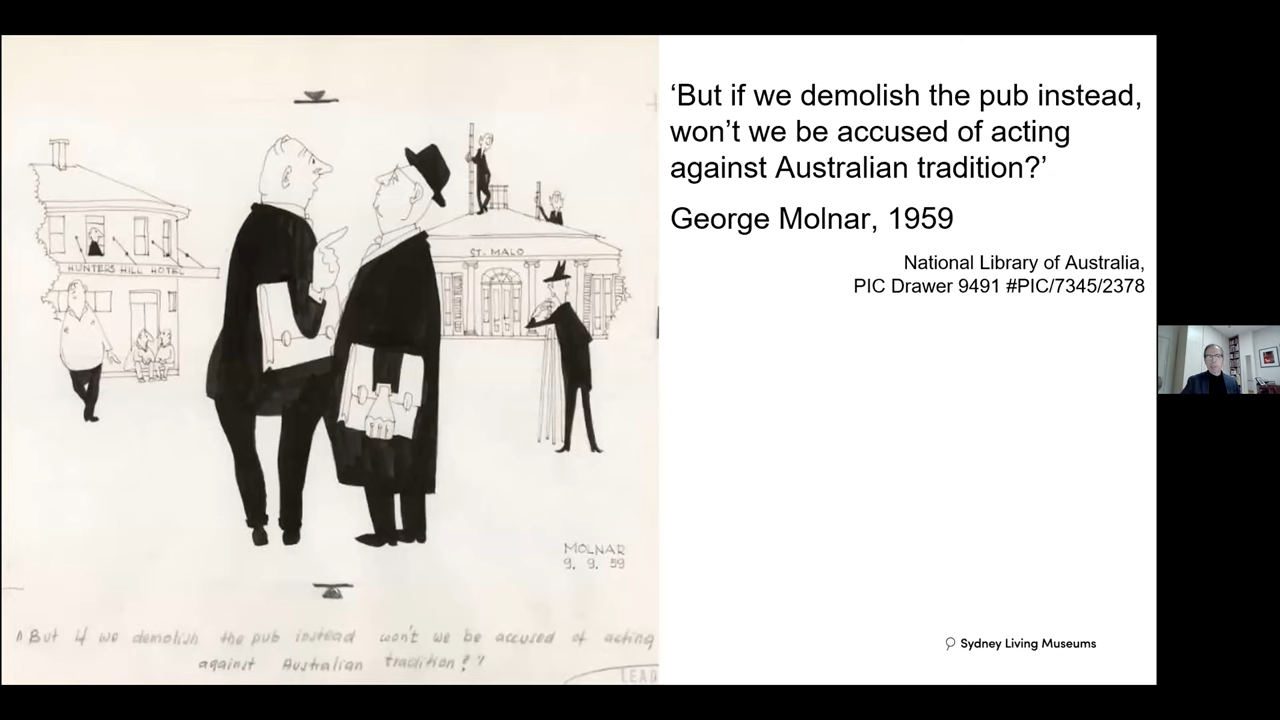 HUNTERS HILL HOTEL
ST. MALO
MOLNAR
9. 9. 59
"But if we demolish the pub instead won't we be accused of acting
against Australian tradition?"
LEAD
‘But if we demolish the pub instead,
won’t we be accused of acting
against Australian tradition?’
George Molnar, 1959
National Library of Australia,
PIC Drawer 9491 #PIC/7345/2378
Sydney Living Museums